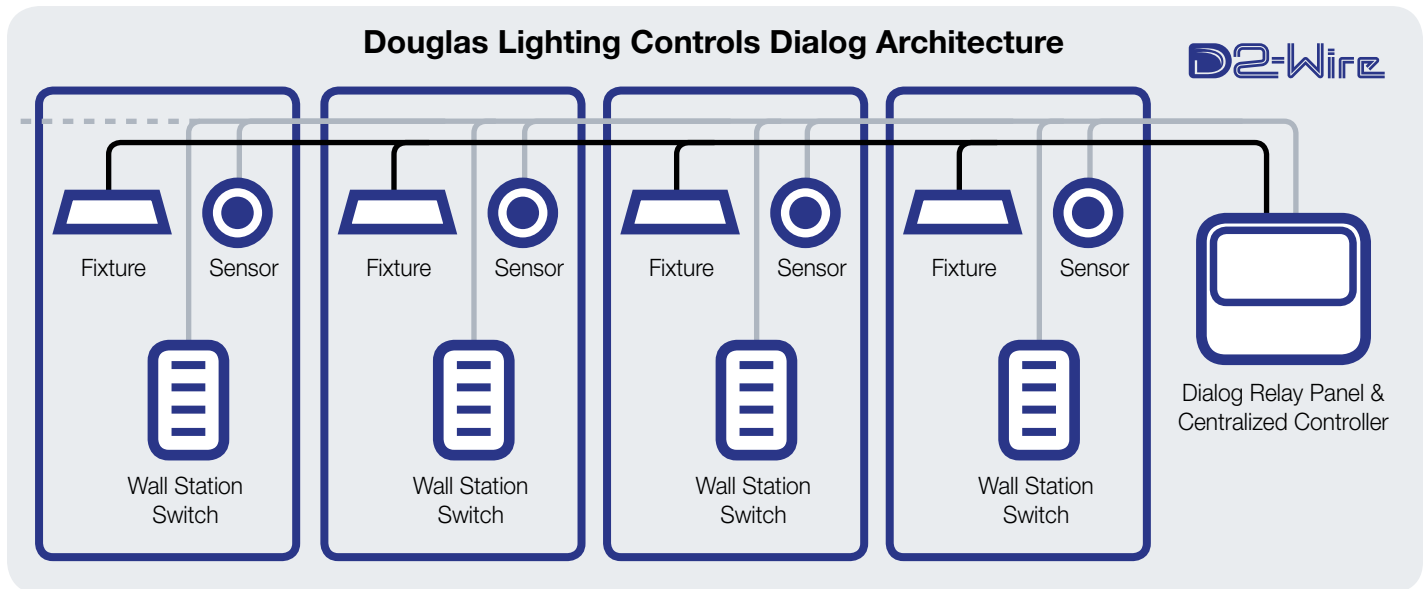 Douglas Lighting Controls Dialog Architecture
D2-Wire
Fixture
Sensor
Wall Station
Switch
Fixture
Sensor
Wall Station
Switch
Fixture
Sensor
Wall Station
Switch
Fixture
Sensor
Wall Station
Switch
Dialog Relay Panel &
Centralized Controller